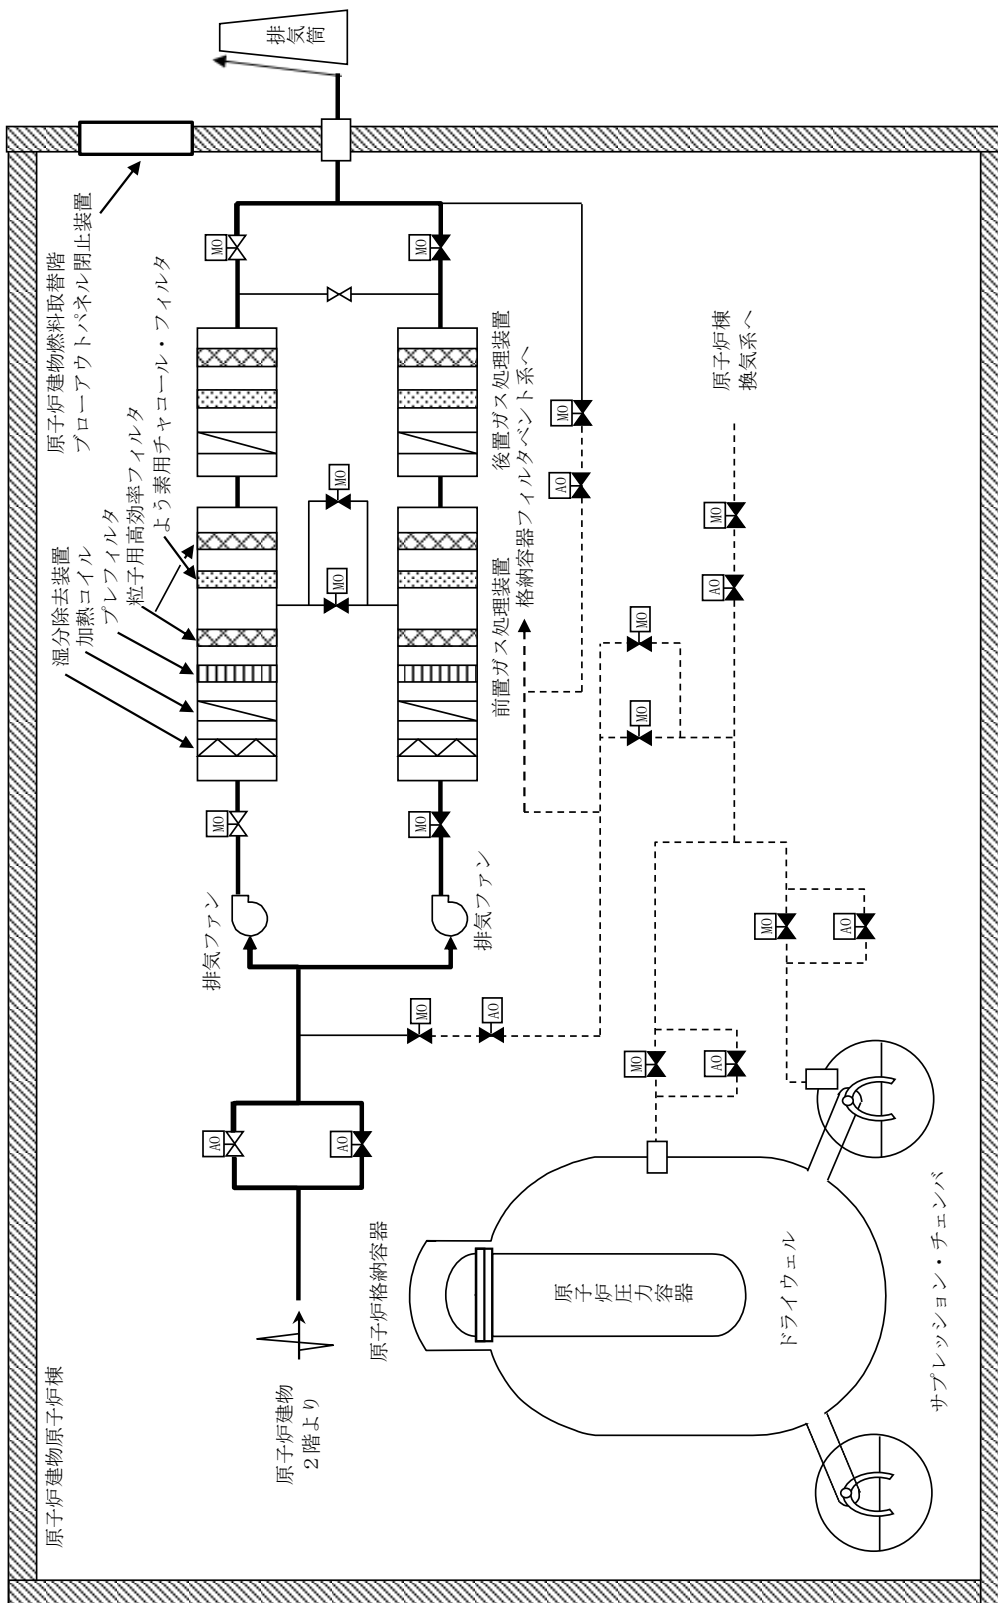 原子炉建物原子炉棟
原子炉建物
2階より
原子炉格納容器
原子炉圧力容器
ドライウェル
サプレッション・チェンバ
AO
AO
排気ファン
排気ファン
MO
MO
MO
AO
MO
AO
MO
AO
湿分除去装置
加熱コイル
プレフィルタ
粒子用高効率フィルタ
よう素用チャコール・フィルタ
原子炉建物燃料取替階
ブローアウトパネル閉止装置
前置ガス処理装置
後置ガス処理装置
格納容器フィルタベント系へ
MO
MO
MO
MO
AO
MO
AO
MO
原子炉棟
換気系へ
MO
MO
排気筒